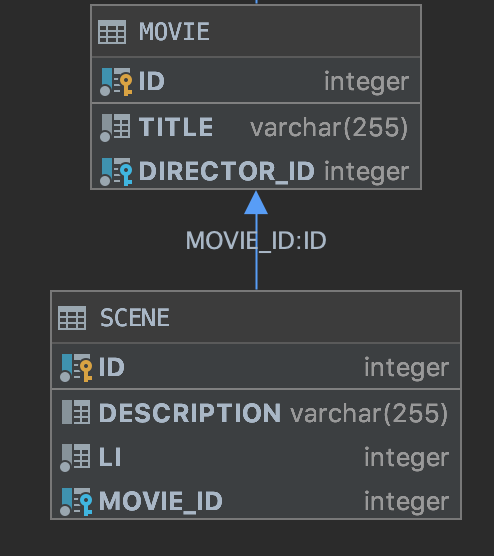 MOVIE
ID integer
TITLE varchar(255)
DIRECTOR_ID integer
MOVIE_ID:ID
SCENE
ID integer
DESCRIPTION varchar(255)
LI integer
MOVIE_ID integer